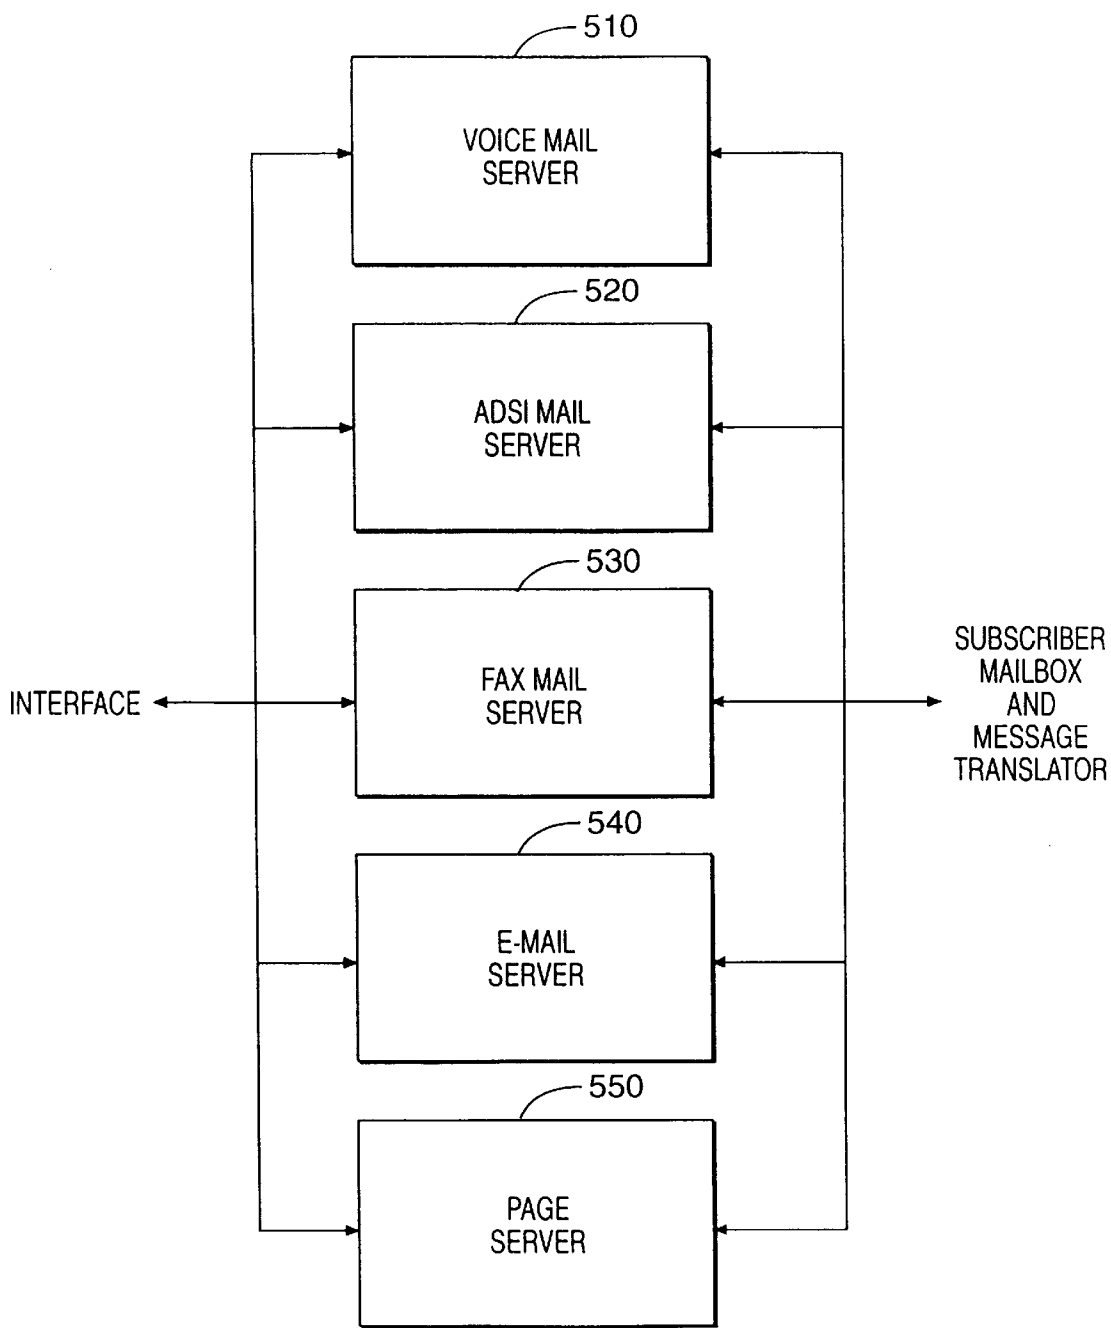 510
VOICE MAIL
SERVER
520
ADSI MAIL
SERVER
530
FAX MAIL
SERVER
INTERFACE
SUBSCRIBER
MAILBOX
AND
MESSAGE
TRANSLATOR
540
E-MAIL
SERVER
550
PAGE
SERVER